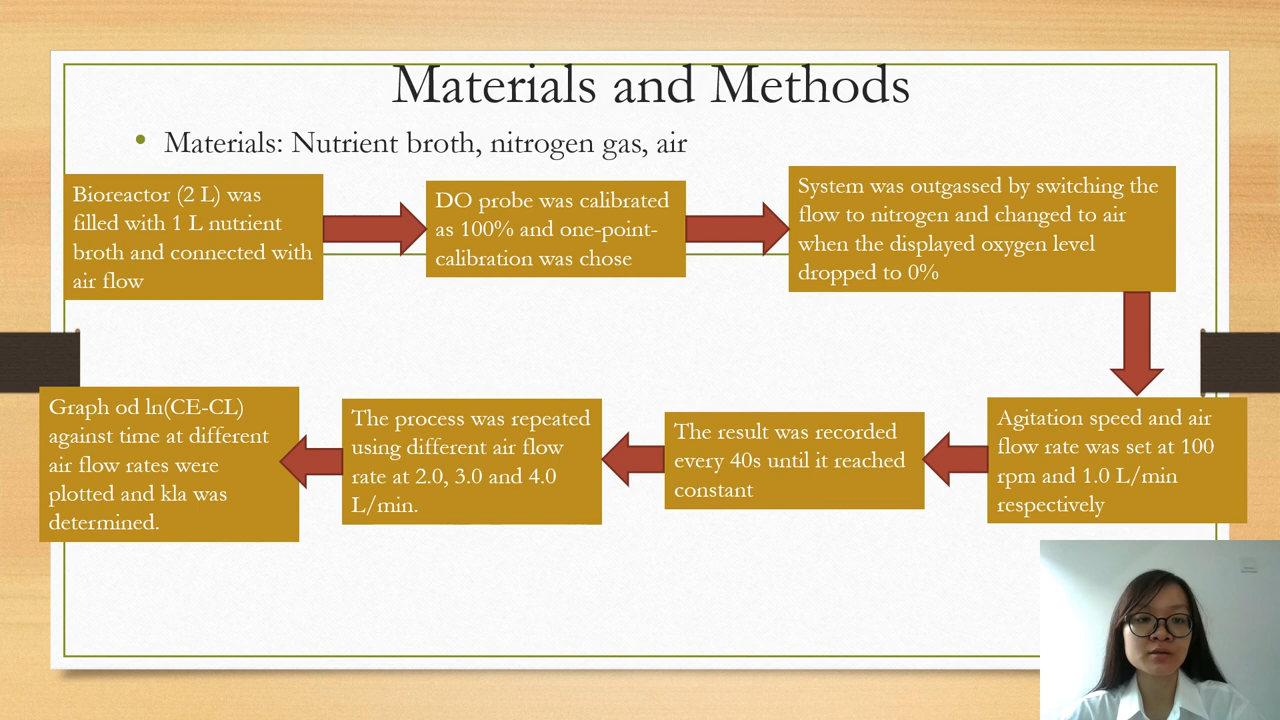 Materials and Methods
• Materials: Nutrient broth, nitrogen gas, air
Bioreactor (2 L) was
filled with 1 L nutrient
broth and connected with
air flow
DO probe was calibrated
as 100% and one-point-
calibration was chose
System was outgassed by switching the
flow to nitrogen and changed to air
when the displayed oxygen level
dropped to 0%
Agitation speed and air
flow rate was set at 100
rpm and 1.0 L/min
respectively
The result was recorded
every 40s until it reached
constant
The process was repeated
using different air flow
rate at 2.0, 3.0 and 4.0
L/min.
Graph od ln(CE-CL)
against time at different
air flow rates were
plotted and kla was
determined.